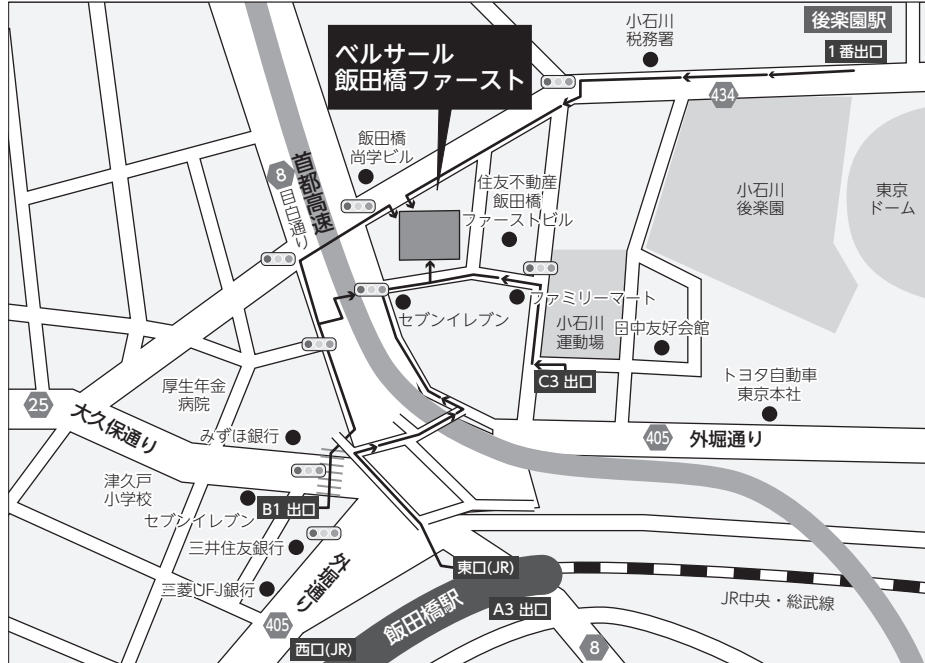 小石川
税務署
後楽園駅
1番出口
ベルサール
飯田橋ファースト
434
飯田橋
尚学ビル
首都高速
8
目白通り
住友不動産
飯田橋
ファーストビル
小石川
後楽園
東京
ドーム
セブンイレブン
ファミリーマート
小石川
運動場
日中友好会館
C3 出口
トヨタ自動車
東京本社
厚生年金
病院
25
大久保通り
みずほ銀行
405
外堀通り
津久戸
小学校
セブンイレブン
B1 出口
三井住友銀行
三菱UFJ銀行
外堀通り
405
東口(JR)
飯田橋駅
A3 出口
西口(JR)
JR中央・総武線
8